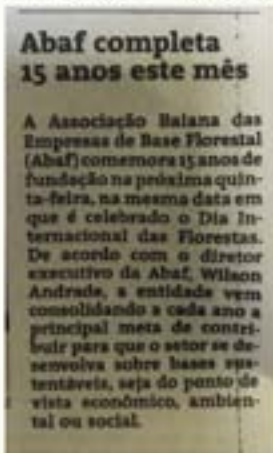 Abaf completa
15 anos este mês
A Associação Baiana das
Empresas de Base Florestal
(Abaf) comemora 15 anos de
fundação na próxima quin-
ta-feira, na mesma data em
que é celebrado o Dia In-
ternacional das Florestas.
De acordo com o diretor
executivo da Abaf, Wilson
Andrade, a entidade vem
consolidando a cada ano a
principal meta de contri-
buir para que o setor se de-
senvolva sobre bases sus-
tentáveis, seja do ponto de
vista econômico, ambien-
tal ou social.